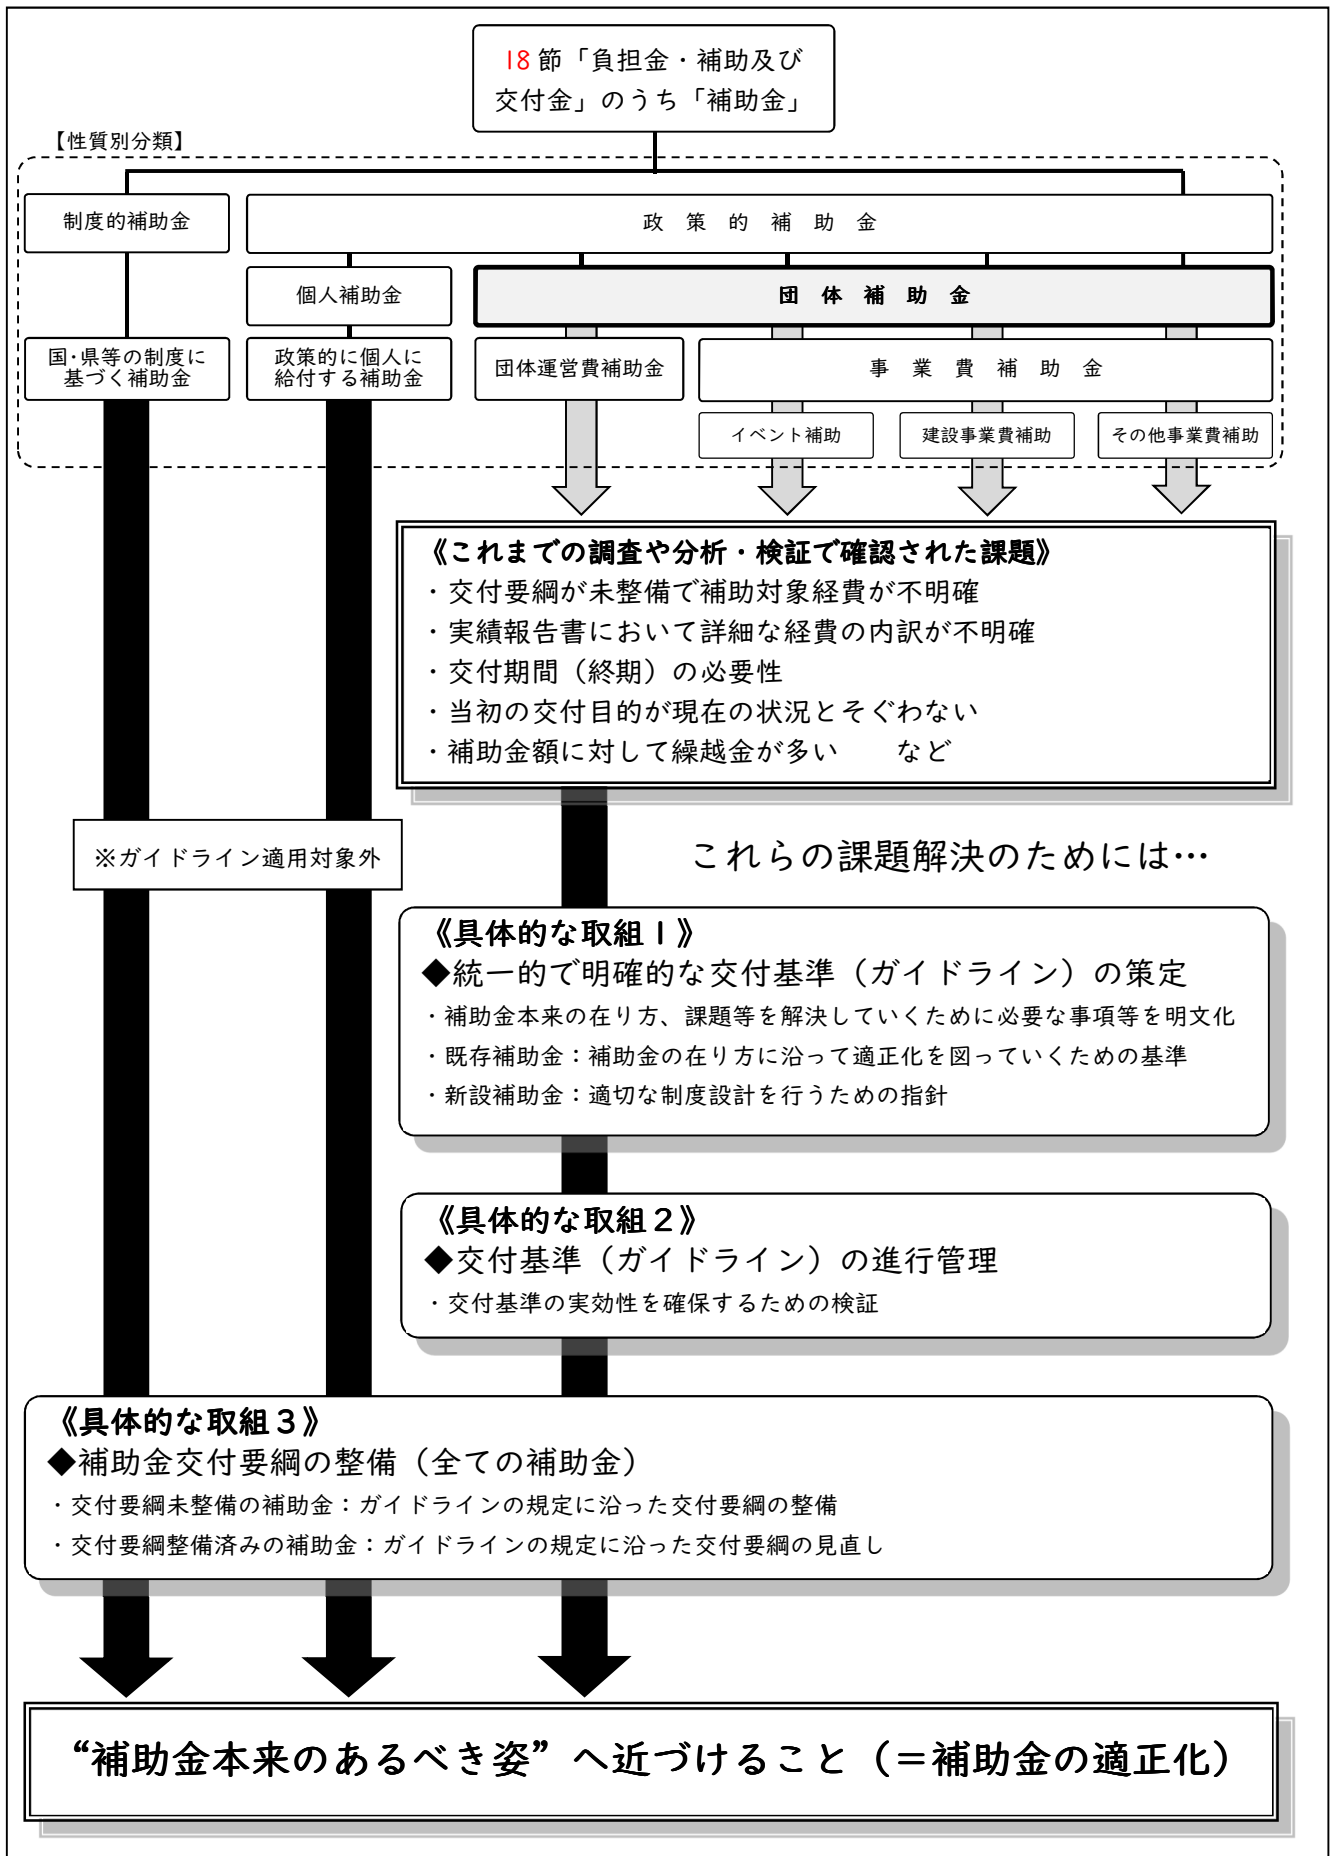 18節「負担金・補助及び
交付金」のうち「補助金」
【性質別分類】
制度的補助金
政策的補助金
個人補助金
団体補助金
国・県等の制度に
基づく補助金
政策的に個人に
給付する補助金
団体運営費補助金
事業費補助金
イベント補助
建設事業費補助
その他事業費補助
《これまでの調査や分析・検証で確認された課題》
・交付要綱が未整備で補助対象経費が不明確
・実績報告書において詳細な経費の内訳が不明確
・交付期間（終期）の必要性
・当初の交付目的が現在の状況とそぐわない
・補助金額に対して繰越金が多い　　など
※ガイドライン適用対象外
これらの課題解決のためには…
《具体的な取組１》
◆統一的で明確的な交付基準（ガイドライン）の策定
・補助金本来の在り方、課題等を解決していくために必要な事項等を明文化
・既存補助金：補助金の在り方に沿って適正化を図っていくための基準
・新設補助金：適切な制度設計を行うための指針
《具体的な取組２》
◆交付基準（ガイドライン）の進行管理
・交付基準の実効性を確保するための検証
《具体的な取組３》
◆補助金交付要綱の整備（全ての補助金）
・交付要綱未整備の補助金：ガイドラインの規定に沿った交付要綱の整備
・交付要綱整備済みの補助金：ガイドラインの規定に沿った交付要綱の見直し
“補助金本来のあるべき姿”へ近づけること（＝補助金の適正化）